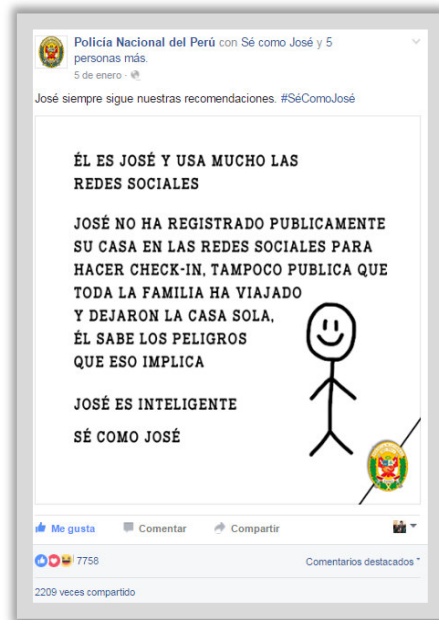 Policía Nacional del Perú con Sé como José y 5
personas más.
5 de enero ·
José siempre sigue nuestras recomendaciones. #SéComoJosé
ÉL ES JOSÉ Y USA MUCHO LAS
REDES SOCIALES
JOSÉ NO HA REGISTRADO PUBLICAMENTE
SU CASA EN LAS REDES SOCIALES PARA
HACER CHECK-IN, TAMPOCO PUBLICA QUE
TODA LA FAMILIA HA VIAJADO
Y DEJARON LA CASA SOLA,
ÉL SABE LOS PELIGROS
QUE ESO IMPLICA
JOSÉ ES INTELIGENTE
SÉ COMO JOSÉ
Me gusta Comentar Compartir
7758 Comentarios destacados
2209 veces compartido